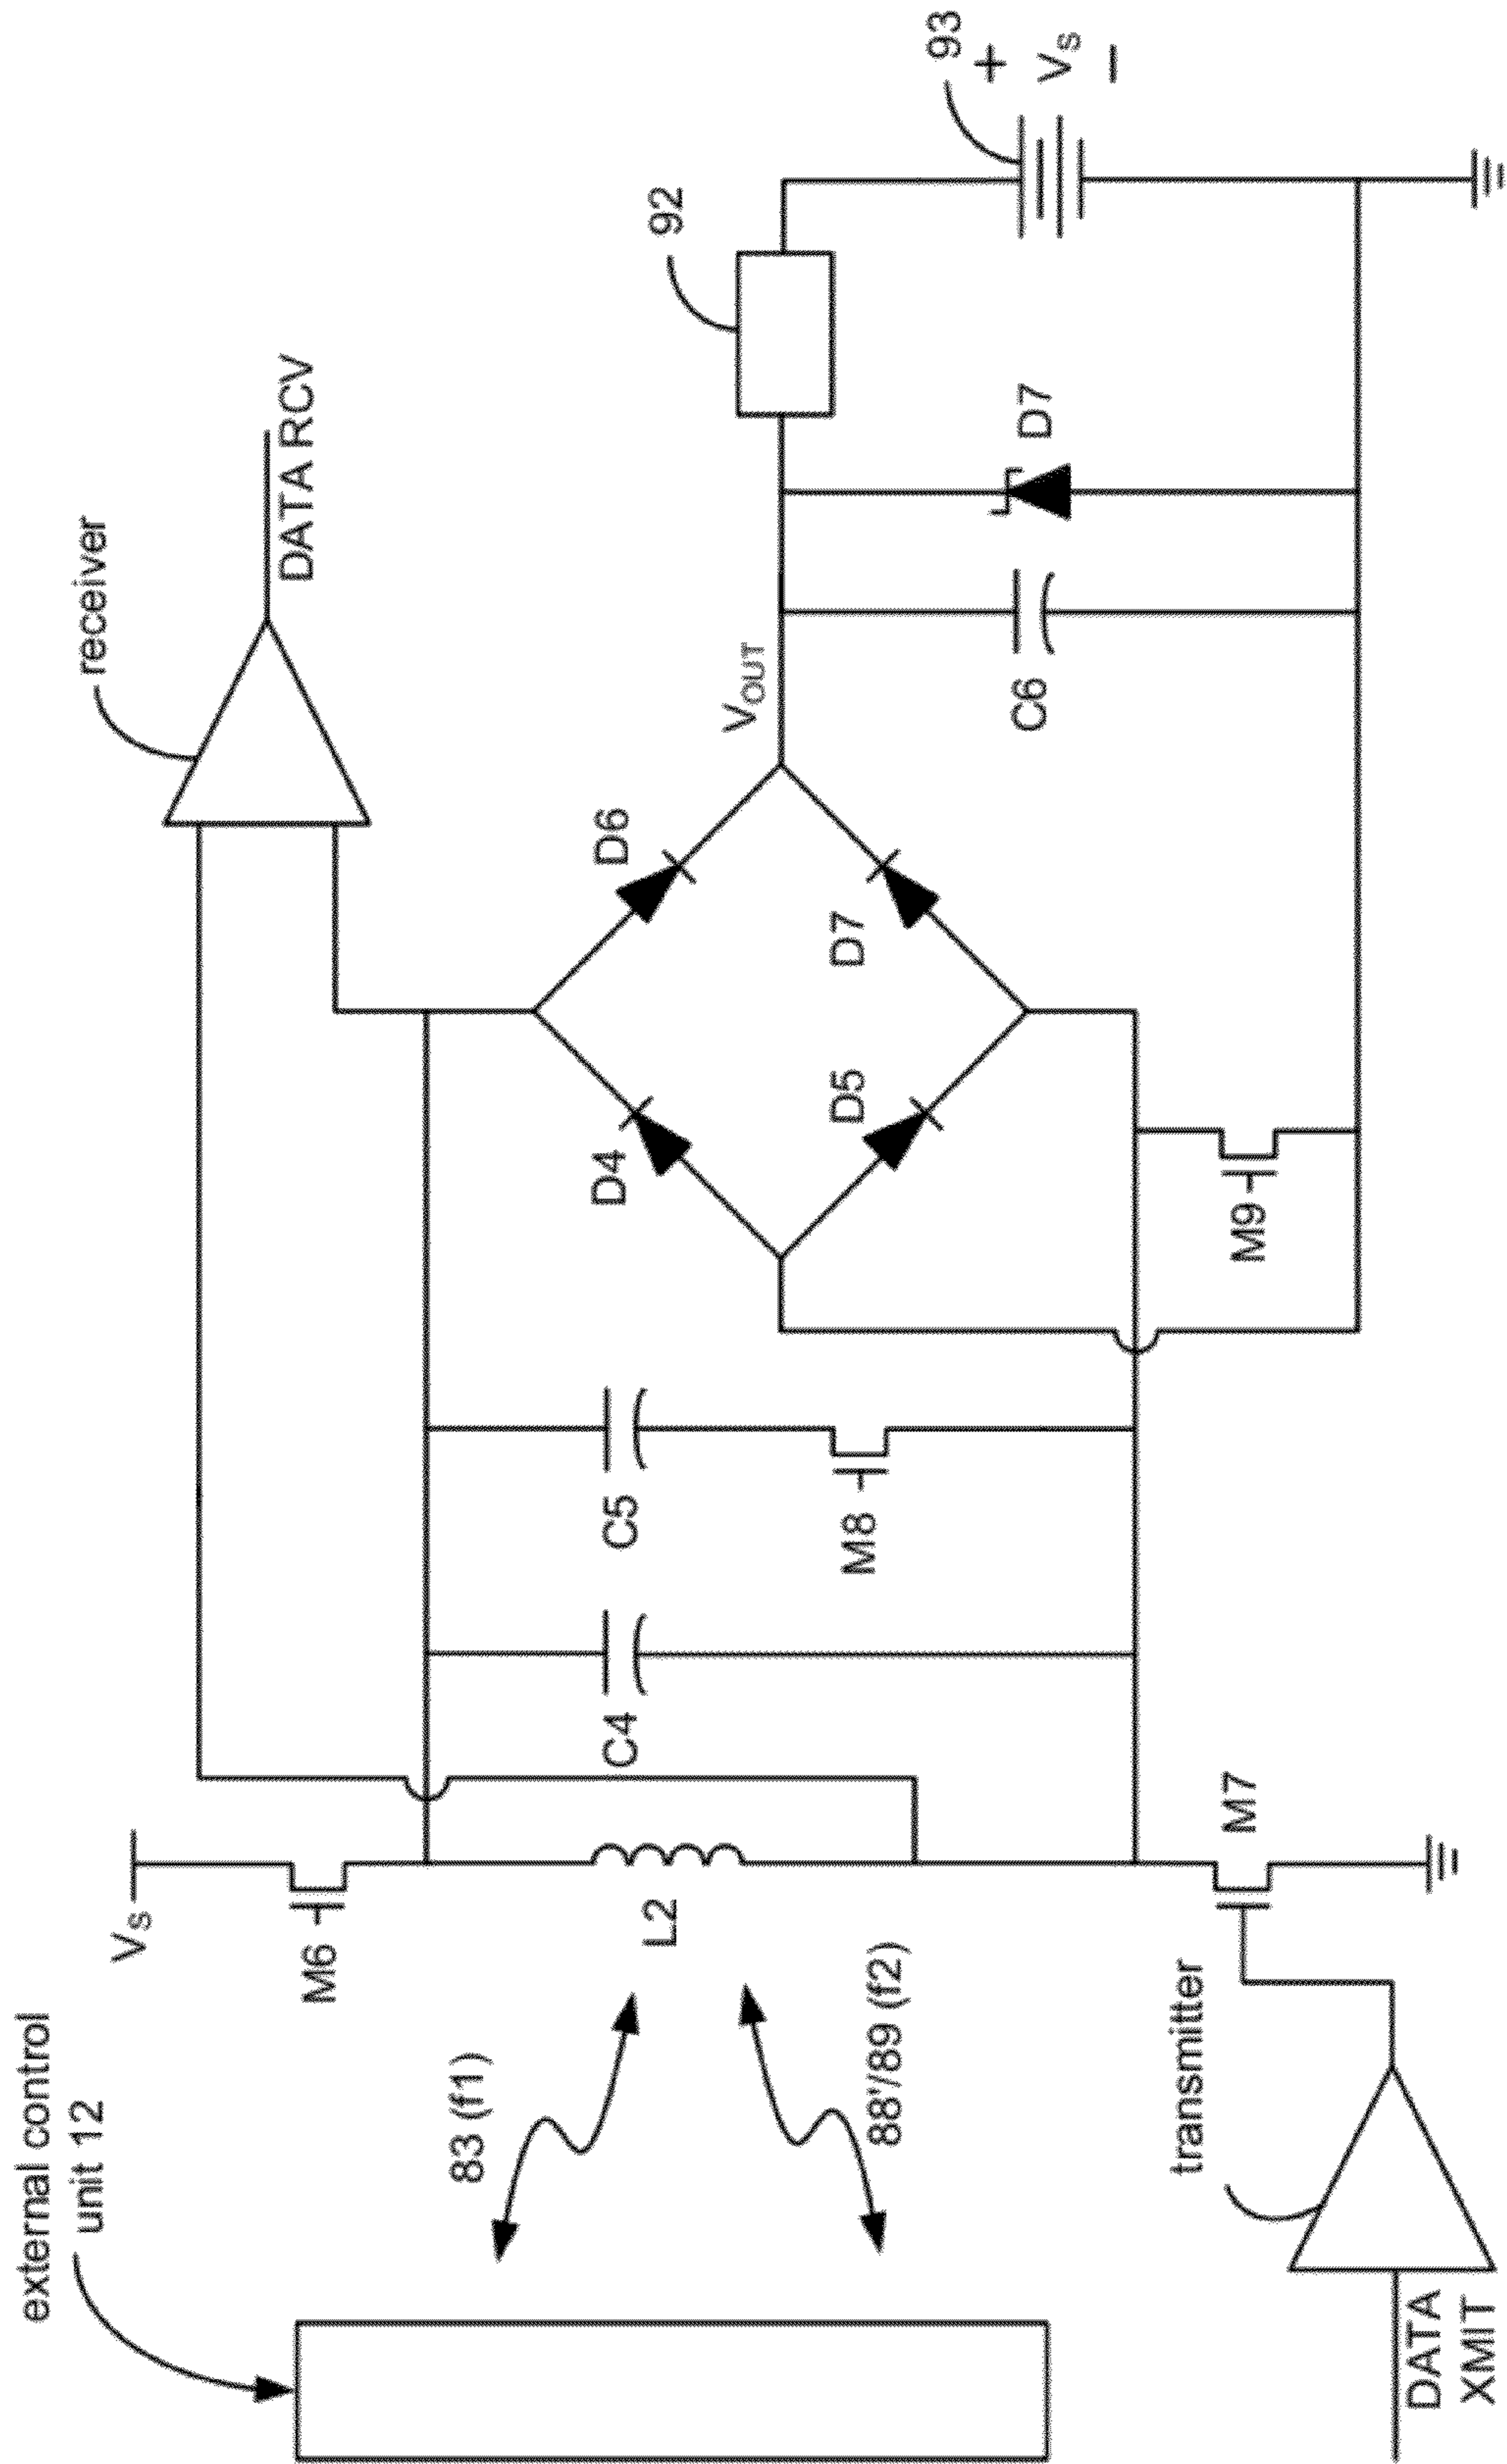 external control
unit 12
83 (f1)
88'/89 (f2)
DATA
XMIT
transmitter
VS
M6
L2
M7
C4
C5
M8
D4
D5
M9
D6
D7
receiver
DATA RCV
VOUT
C6
D7
92
93
+
VS
−